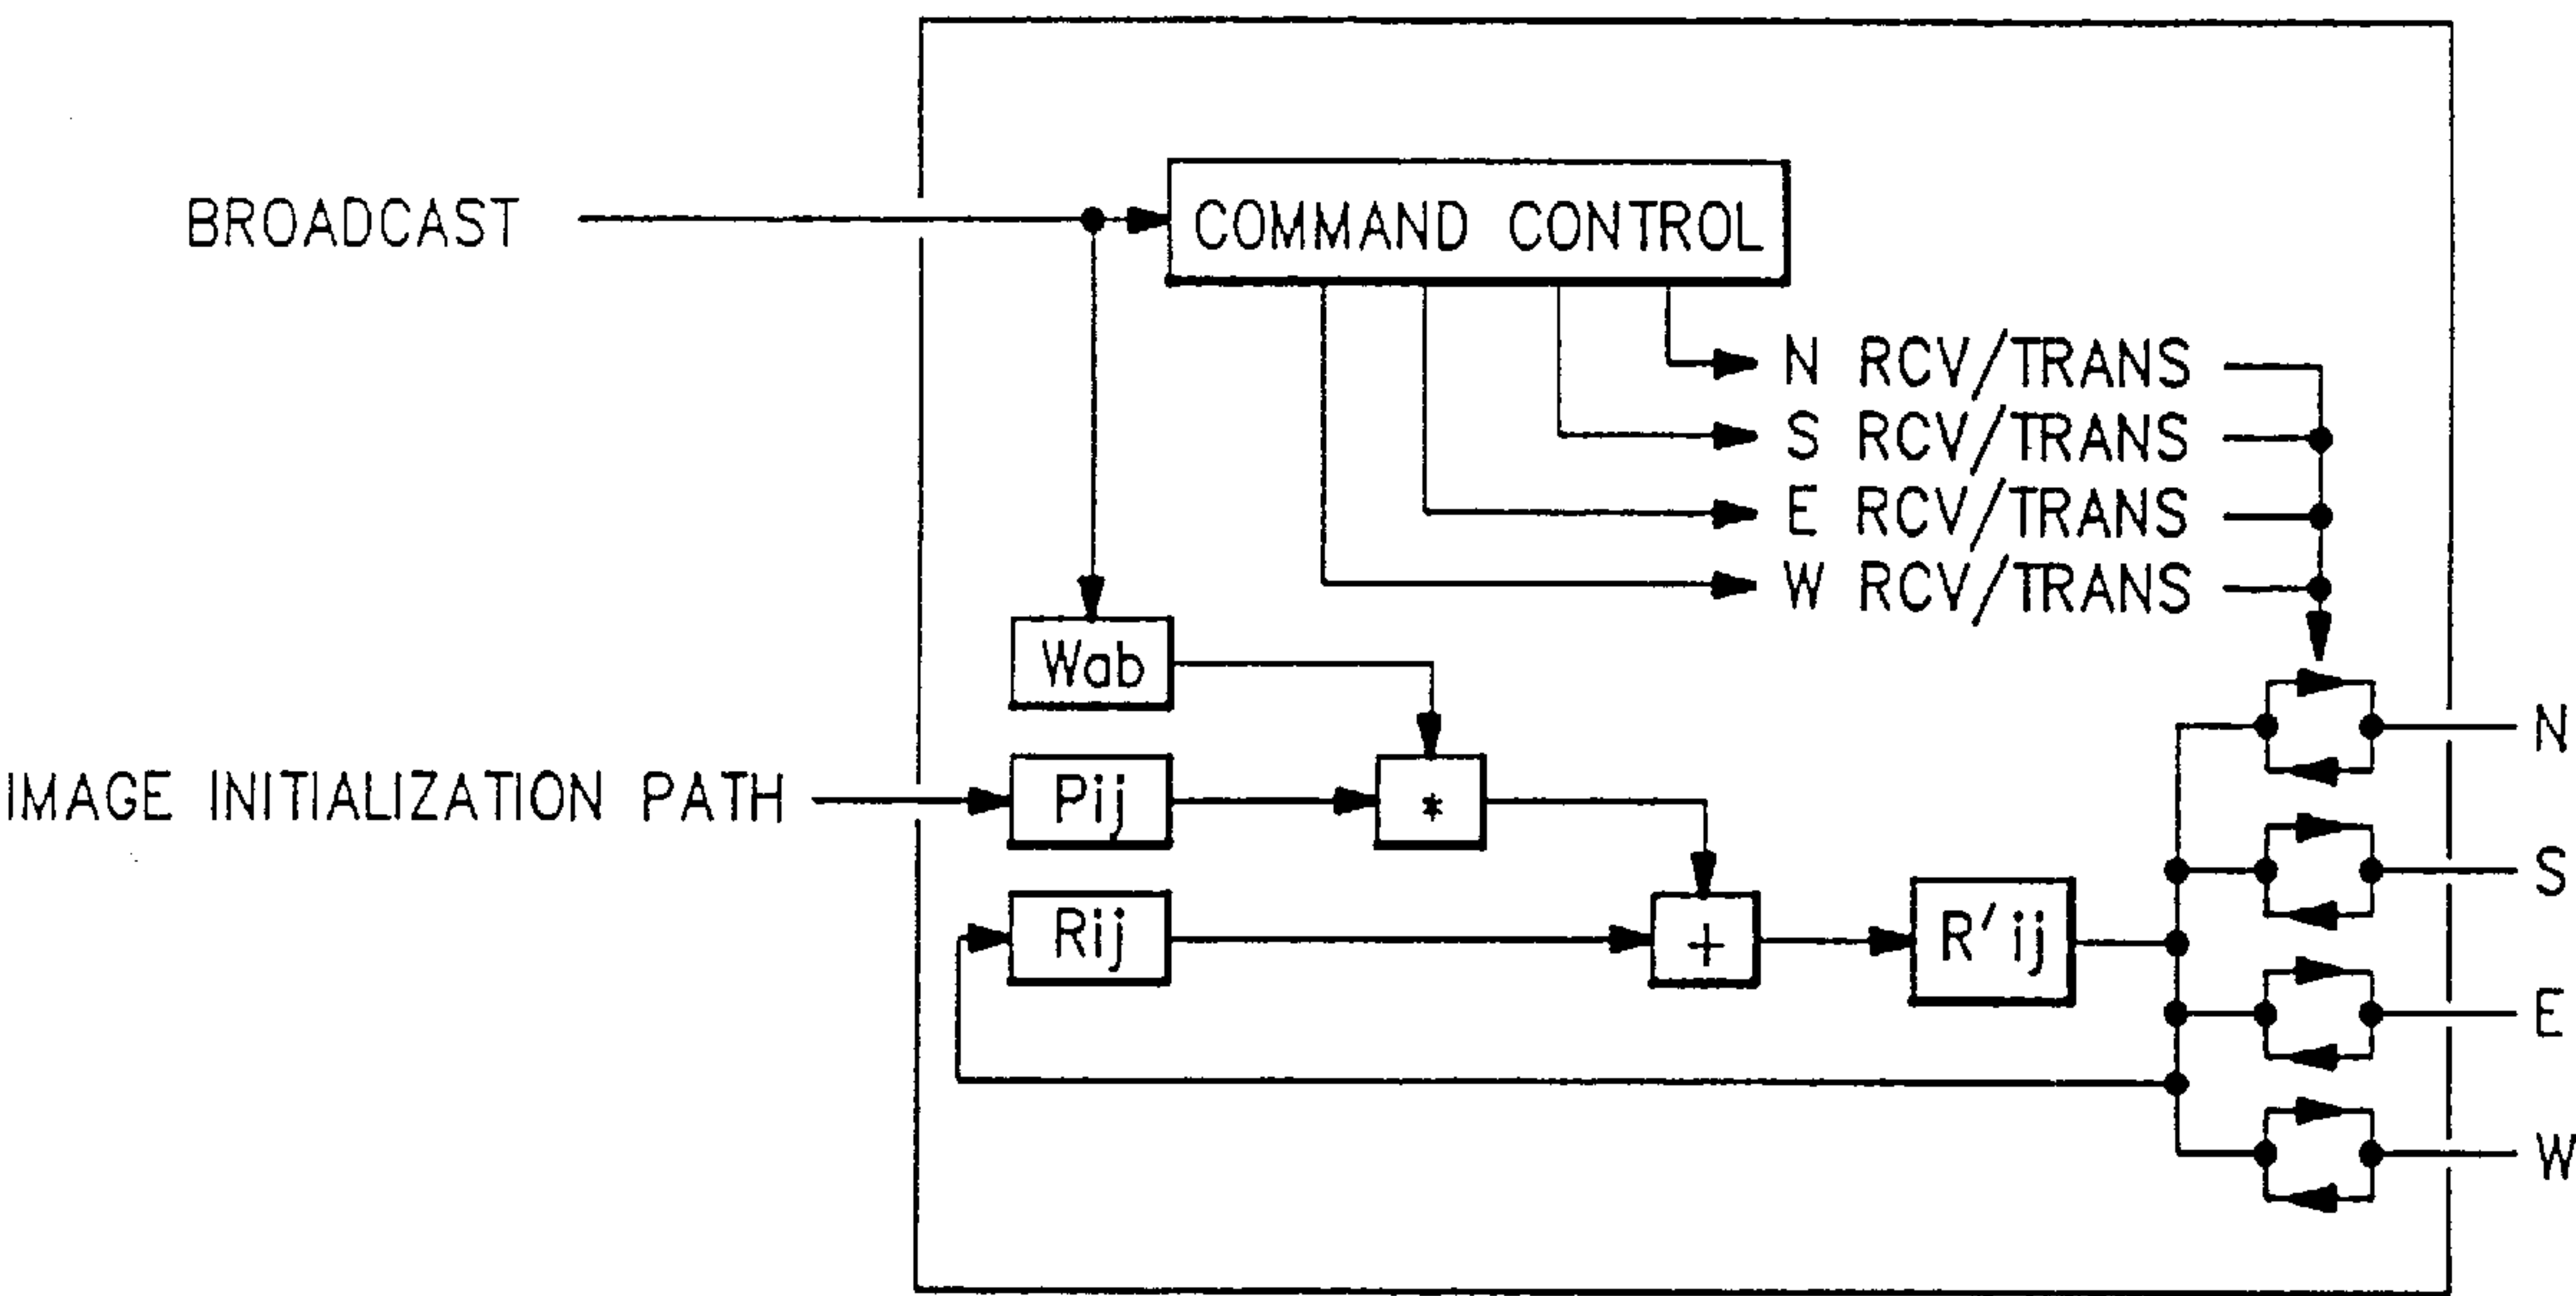 BROADCAST
COMMAND CONTROL
N RCV/TRANS
S RCV/TRANS
E RCV/TRANS
W RCV/TRANS
Wab
N
IMAGE INITIALIZATION PATH
Pij
*
S
Rij
+
R'ij
E
W